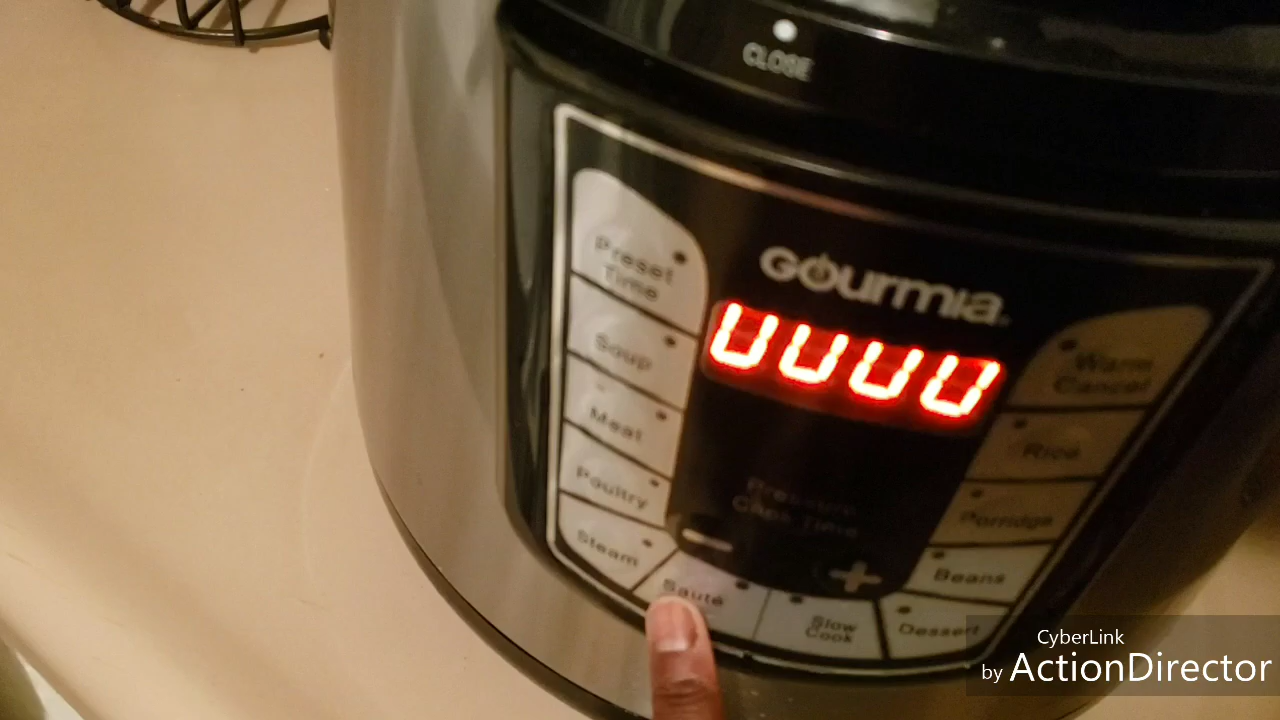 CLOSE
Gourmia
Preset
Time
Soup
Meat
Poultry
Steam
Sauté
Slow
Cook
Dessert
Beans
Porridge
Rice
Warm
Cancel
Pressure
Cook Time
CyberLink
by ActionDirector